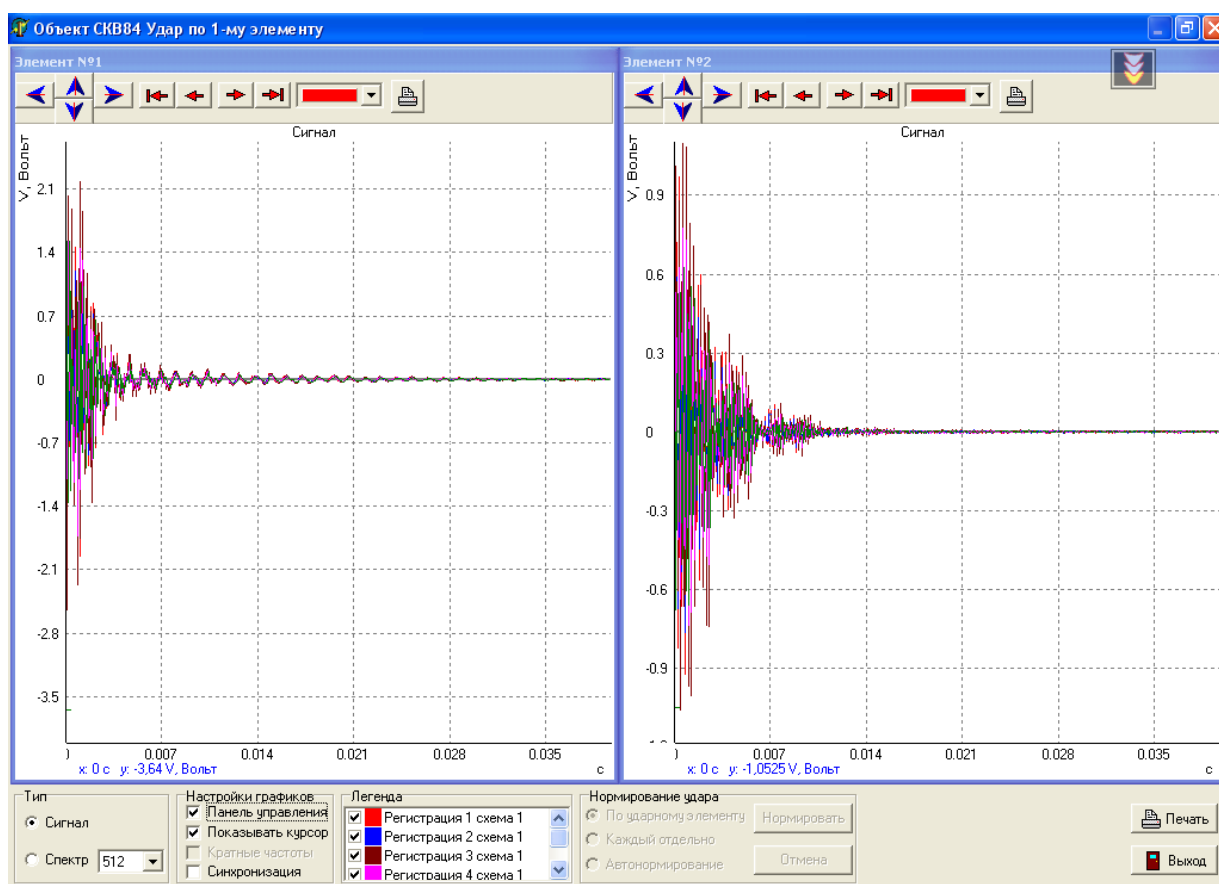 Объект СКВ84 Удар по 1-му элементу
Элемент №1
Сигнал
V, Вольт
2.1
1.4
0.7
0
-0.7
-1.4
-2.1
-2.8
-3.5
0.007 0.014 0.021 0.028 0.035
x: 0 с y: -3,64 V, Вольт
с
Элемент №2
Сигнал
V, Вольт
0.9
0.6
0.3
0
-0.3
-0.6
-0.9
0.007 0.014 0.021 0.028 0.035
x: 0 с y: -1,0525 V, Вольт
с
Тип
Сигнал
Спектр 512
Настройки графиков
Панель управления
Показывать курсор
Кратные частоты
Синхронизация
Легенда
Регистрация 1 схема 1
Регистрация 2 схема 1
Регистрация 3 схема 1
Регистрация 4 схема 1
Нормирование удара
По ударному элементу
Каждый отдельно
Автонормирование
Нормировать
Отмена
Печать
Выход